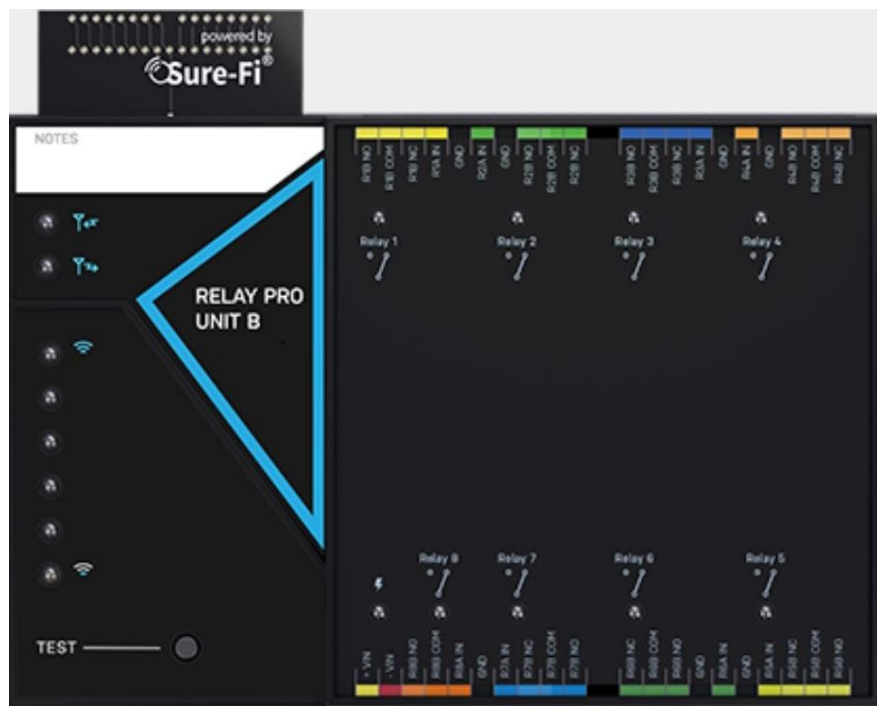 powered by
Sure-Fi®
NOTES
R1B NO
R1B COM
R1B NC
R1A IN
GND
R2A IN
GND
R2B NO
R2B COM
R2B NC
R3B NO
R3B COM
R3B NC
R3A IN
GND
R4A IN
GND
R4B NO
R4B COM
R4B NC
Relay 1
Relay 2
Relay 3
Relay 4
RELAY PRO
UNIT B
Relay 8
Relay 7
Relay 6
Relay 5
TEST
+ VIN
- VIN
R8B NO
R8B COM
R8A IN
GND
R7A IN
R7B NC
R7B COM
R7B NO
R6B NC
R6B COM
R6B NO
GND
R6A IN
GND
R5A IN
R5B NC
R5B COM
R5B NO